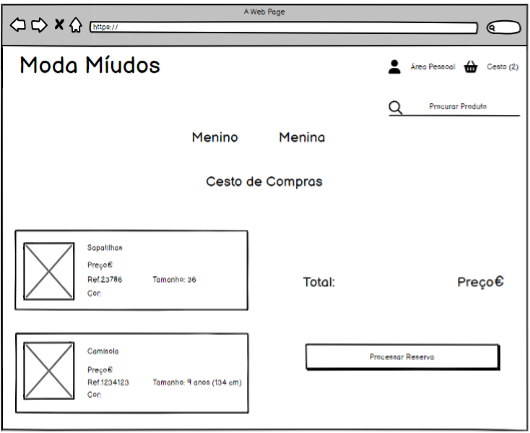 A Web Page
https://
Moda Míudos
Área Pessoal
Cesto (2)
Procurar Produto
Menino
Menina
Cesto de Compras
Sapatilhas
Preço€
Ref.23786 Tamanho: 36
Cor:
Total: Preço€
Camisola
Preço€
Ref.1234123 Tamanho: 9 anos (134 cm)
Cor:
Processar Reserva